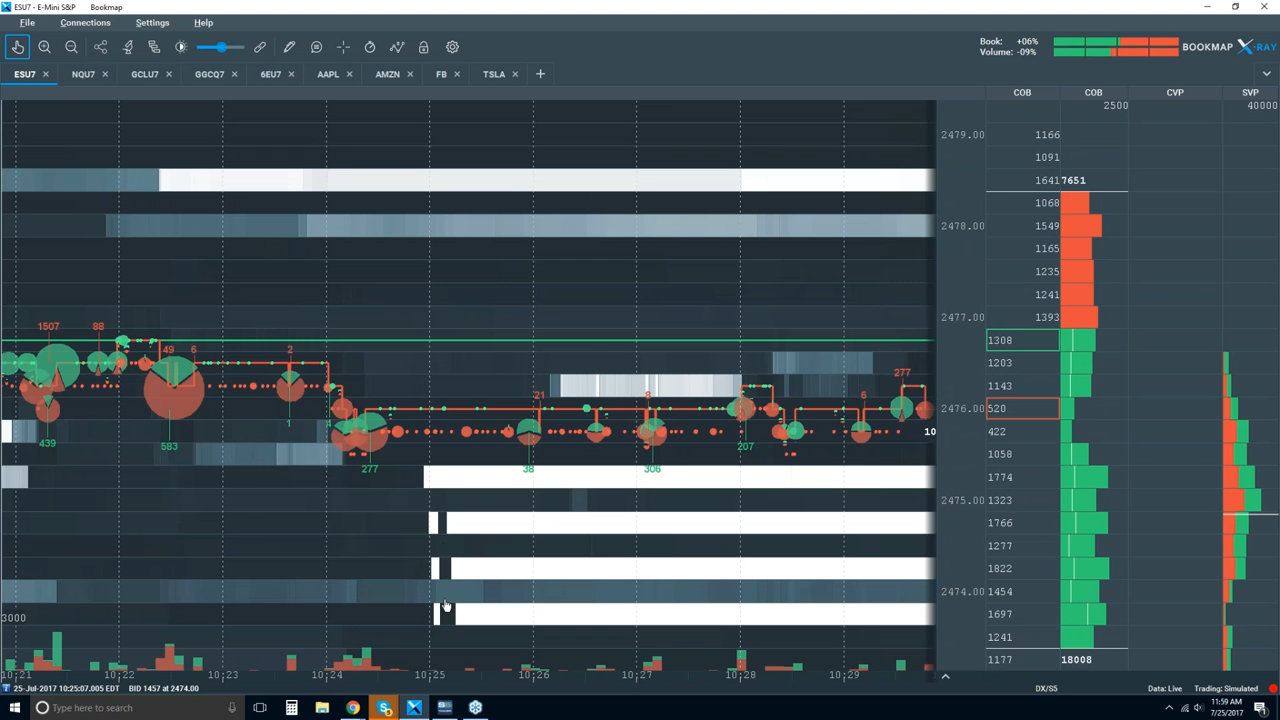 ESU7 - E-Mini S&P    Bookmap
File Connections Settings Help
Book: +06%
Volume: -09%
BOOKMAP X-RAY
ESU7 × NQU7 × GCLU7 × GGCQ7 × 6EU7 × AAPL × AMZN × FB × TSLA × +
COB COB CVP SVP
2500 40000
2479.00 1166
1091
1641 7651
1068
2478.00 1549
1165
1235
1241
2477.00 1393
1308
1203
1143
2476.00 520
422
1058
1774
2475.00 1323
1766
1277
1822
2474.00 1454
1697
1241
1177 18008
1507 88 49 6 2 4 21 8 6 277
439 583 1 277 38 306 207 10
3000
10:21 10:22 10:23 10:24 10:25 10:26 10:27 10:28 10:29
25-Jul-2017 10:25:07.005 EDT BID 1457 at 2474.00 DX/S5 Data: Live Trading: Simulated
Type here to search
11:59 AM
7/25/2017
1